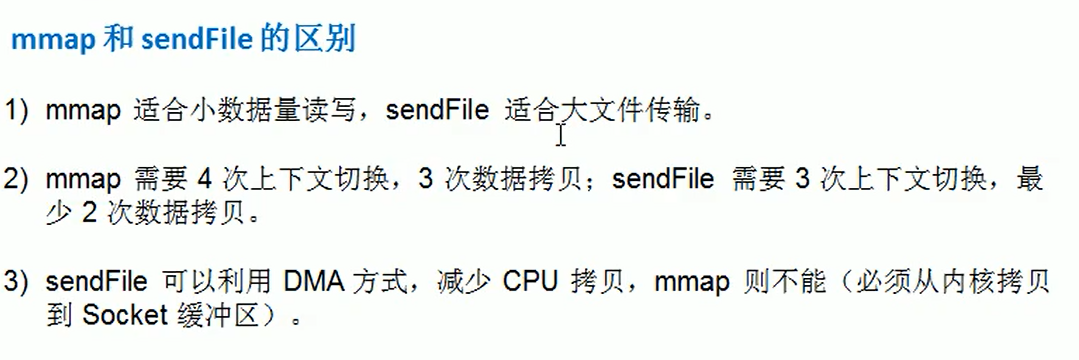 mmap 和 sendFile 的区别
1) mmap 适合小数据量读写，sendFile 适合大文件传输。
2) mmap 需要 4 次上下文切换，3 次数据拷贝；sendFile 需要 3 次上下文切换，最
少 2 次数据拷贝。
3) sendFile 可以利用 DMA 方式，减少 CPU 拷贝，mmap 则不能（必须从内核拷贝
到 Socket 缓冲区）。